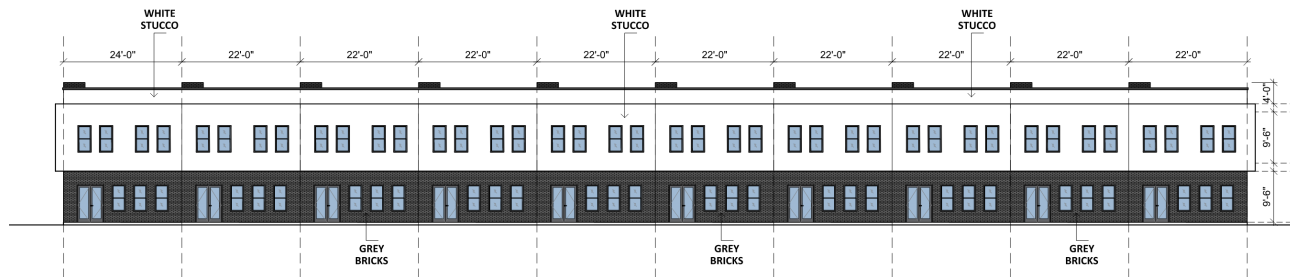 WHITE
STUCCO
WHITE
STUCCO
WHITE
STUCCO
24'-0"
22'-0"
22'-0"
22'-0"
22'-0"
22'-0"
22'-0"
22'-0"
22'-0"
22'-0"
4'-0"
9'-6"
9'-6"
GREY
BRICKS
GREY
BRICKS
GREY
BRICKS